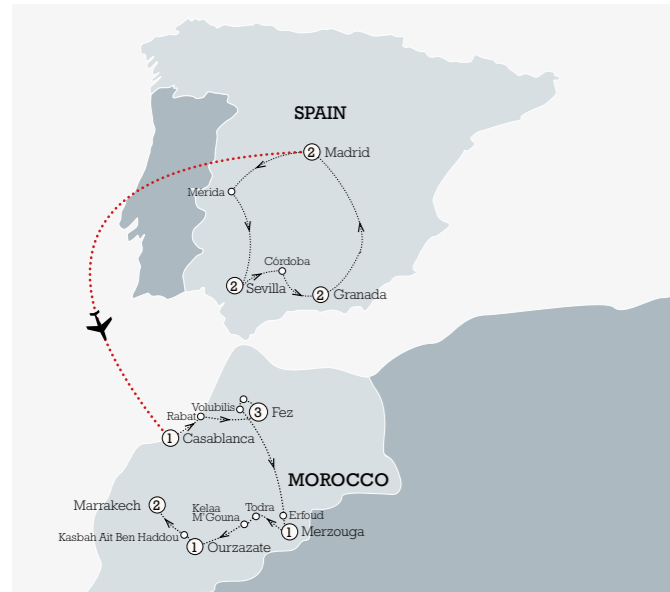 SPAIN
2 Madrid
Mérida
Córdoba
2 Sevilla
2 Granada
Volubilis
Rabat
3 Fez
1 Casablanca
MOROCCO
Marrakech 2
Kelaa
M'Gouna
Todra
Erfoud
1 Merzouga
Kasbah Ait Ben Haddou
1 Ourzazate